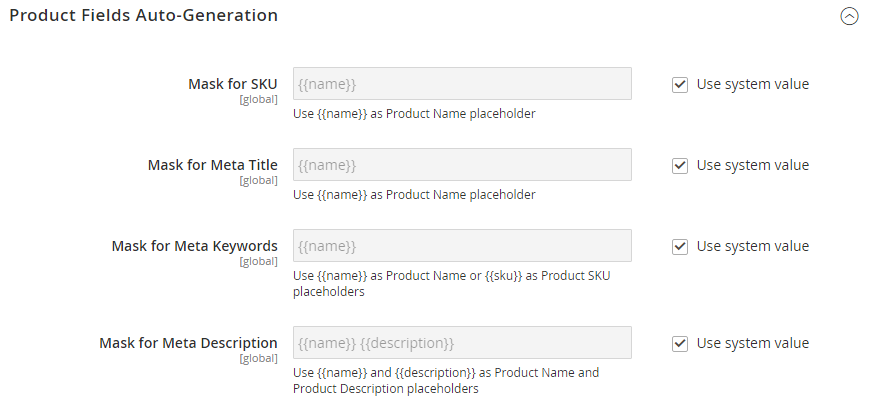 Product Fields Auto-Generation
Mask for SKU {{name}} Use system value
[global]
Use {{name}} as Product Name placeholder
Mask for Meta Title {{name}} Use system value
[global]
Use {{name}} as Product Name placeholder
Mask for Meta Keywords {{name}} Use system value
[global]
Use {{name}} as Product Name or {{sku}} as Product SKU
placeholders
Mask for Meta Description {{name}} {{description}} Use system value
[global]
Use {{name}} and {{description}} as Product Name and
Product Description placeholders